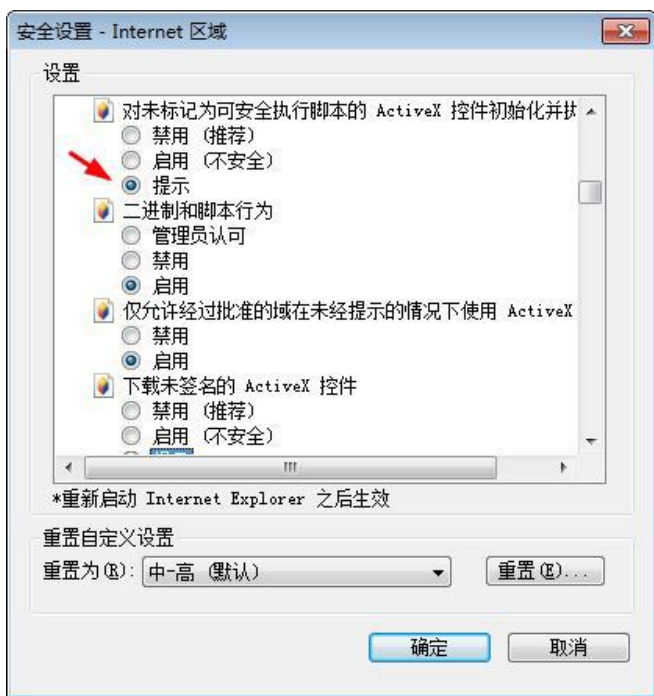 安全设置 - Internet 区域
设置
对未标记为可安全执行脚本的 ActiveX 控件初始化并执
禁用 (推荐)
启用 (不安全)
提示
二进制和脚本行为
管理员认可
禁用
启用
仅允许经过批准的域在未经提示的情况下使用 ActiveX
禁用
启用
下载未签名的 ActiveX 控件
禁用 (推荐)
启用 (不安全)
*重新启动 Internet Explorer 之后生效
重置自定义设置
重置为(R): 中-高 (默认) 重置(E)...
确定 取消